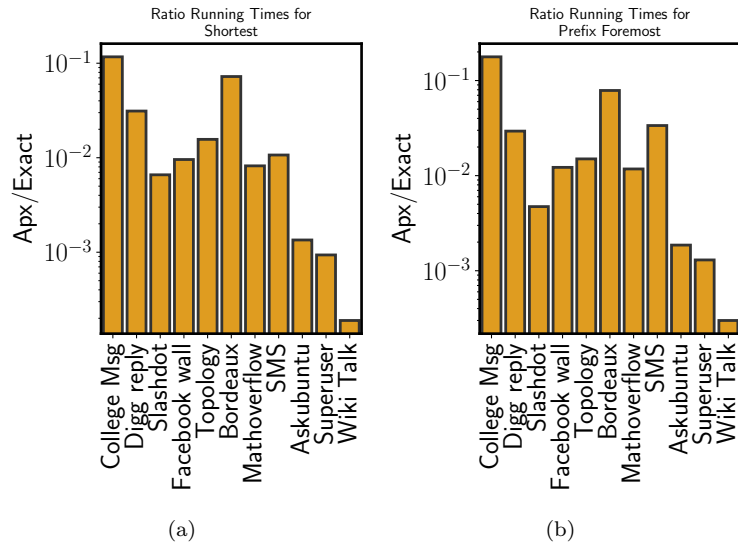 Ratio Running Times for
Shortest
Apx/Exact
10⁻¹
10⁻²
10⁻³
College Msg
Digg reply
Slashdot
Facebook wall
Topology
Bordeaux
Mathoverflow
SMS
Askubuntu
Superuser
Wiki Talk
(a)
Ratio Running Times for
Prefix Foremost
Apx/Exact
10⁻¹
10⁻²
10⁻³
College Msg
Digg reply
Slashdot
Facebook wall
Topology
Bordeaux
Mathoverflow
SMS
Askubuntu
Superuser
Wiki Talk
(b)